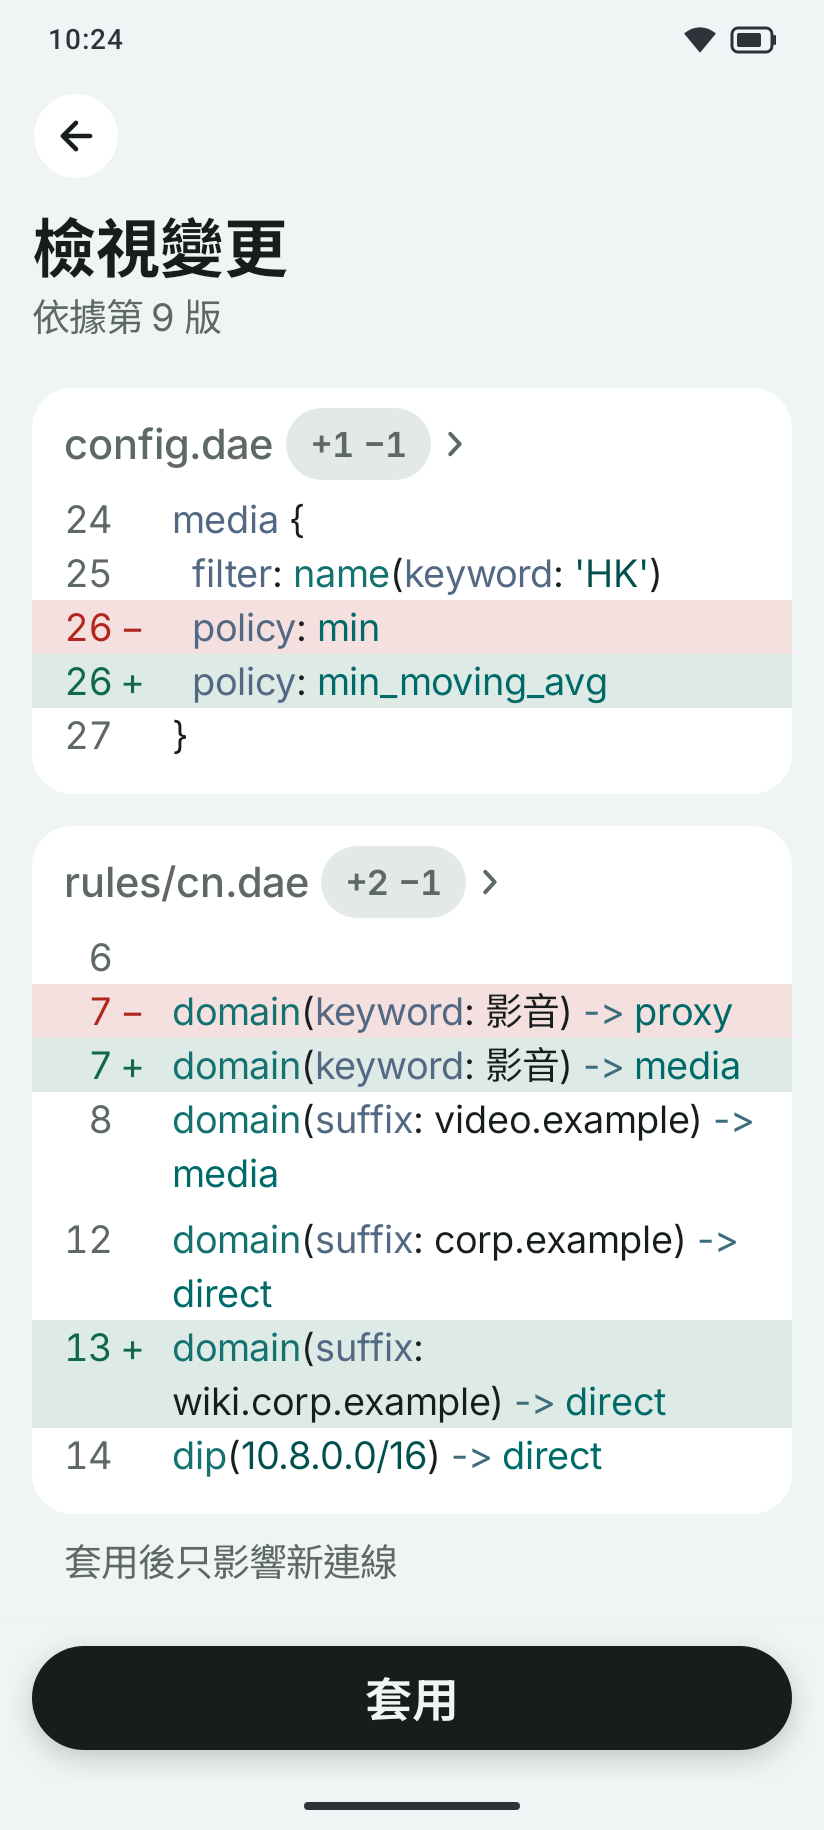 10:24
檢視變更
依據第 9 版
config.dae +1 −1
24 media {
25 filter: name(keyword: 'HK')
26 − policy: min
26 + policy: min_moving_avg
27 }
rules/cn.dae +2 −1
6
7 − domain(keyword: 影音) -> proxy
7 + domain(keyword: 影音) -> media
8 domain(suffix: video.example) ->
media
12 domain(suffix: corp.example) ->
direct
13 + domain(suffix:
wiki.corp.example) -> direct
14 dip(10.8.0.0/16) -> direct
套用後只影響新連線
套用